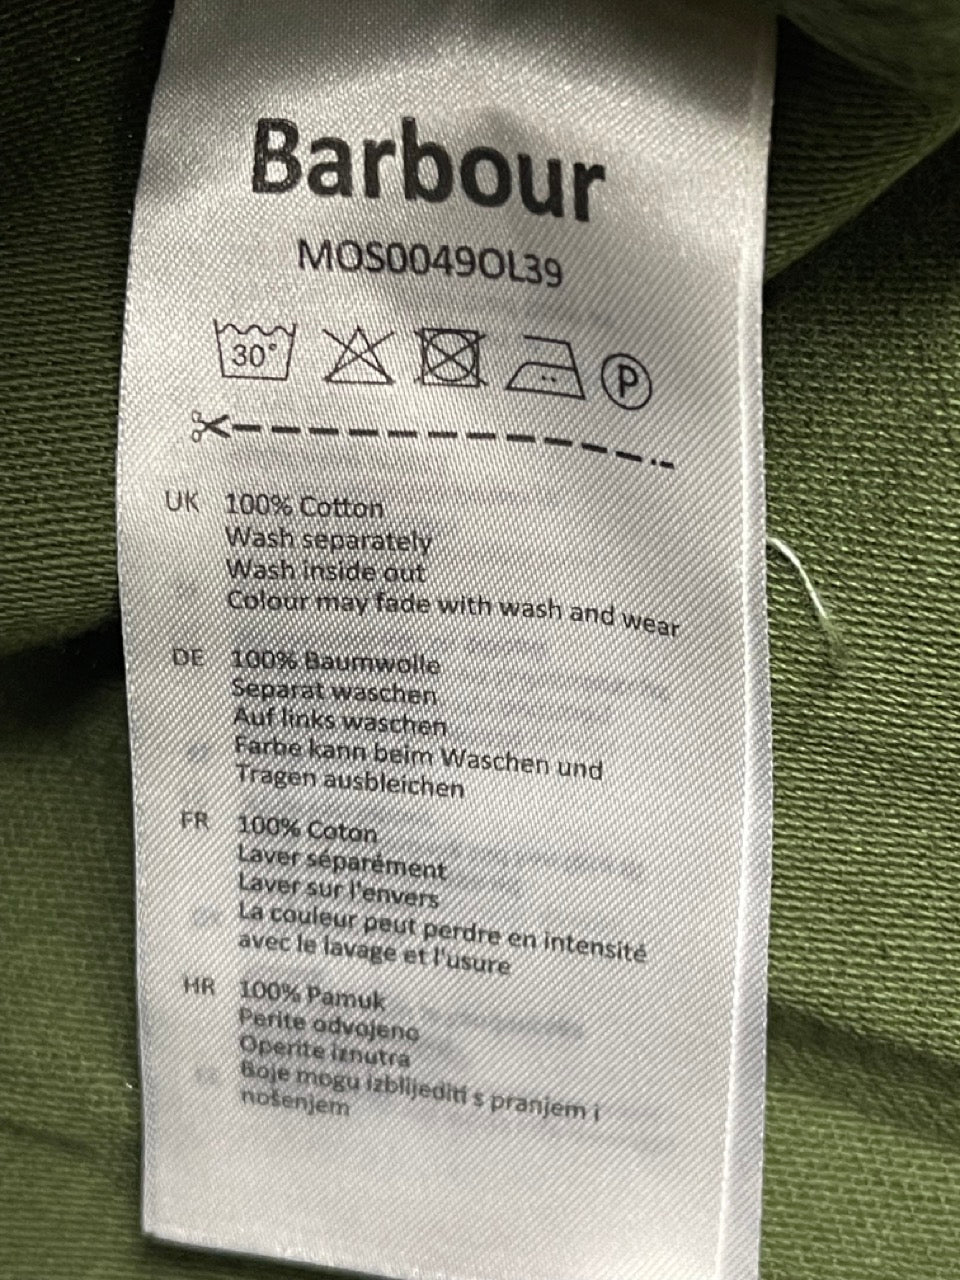 Barbour
MOS0049OL39
30°
P
UK 100% Cotton
Wash separately
Wash inside out
Colour may fade with wash and wear
DE 100% Baumwolle
Separat waschen
Auf links waschen
Farbe kann beim Waschen und
Tragen ausbleichen
FR 100% Coton
Laver séparément
Laver sur l'envers
La couleur peut perdre en intensité
avec le lavage et l'usure
HR 100% Pamuk
Perite odvojeno
Operite iznutra
Boje mogu izblijediti s pranjem i
nošenjem